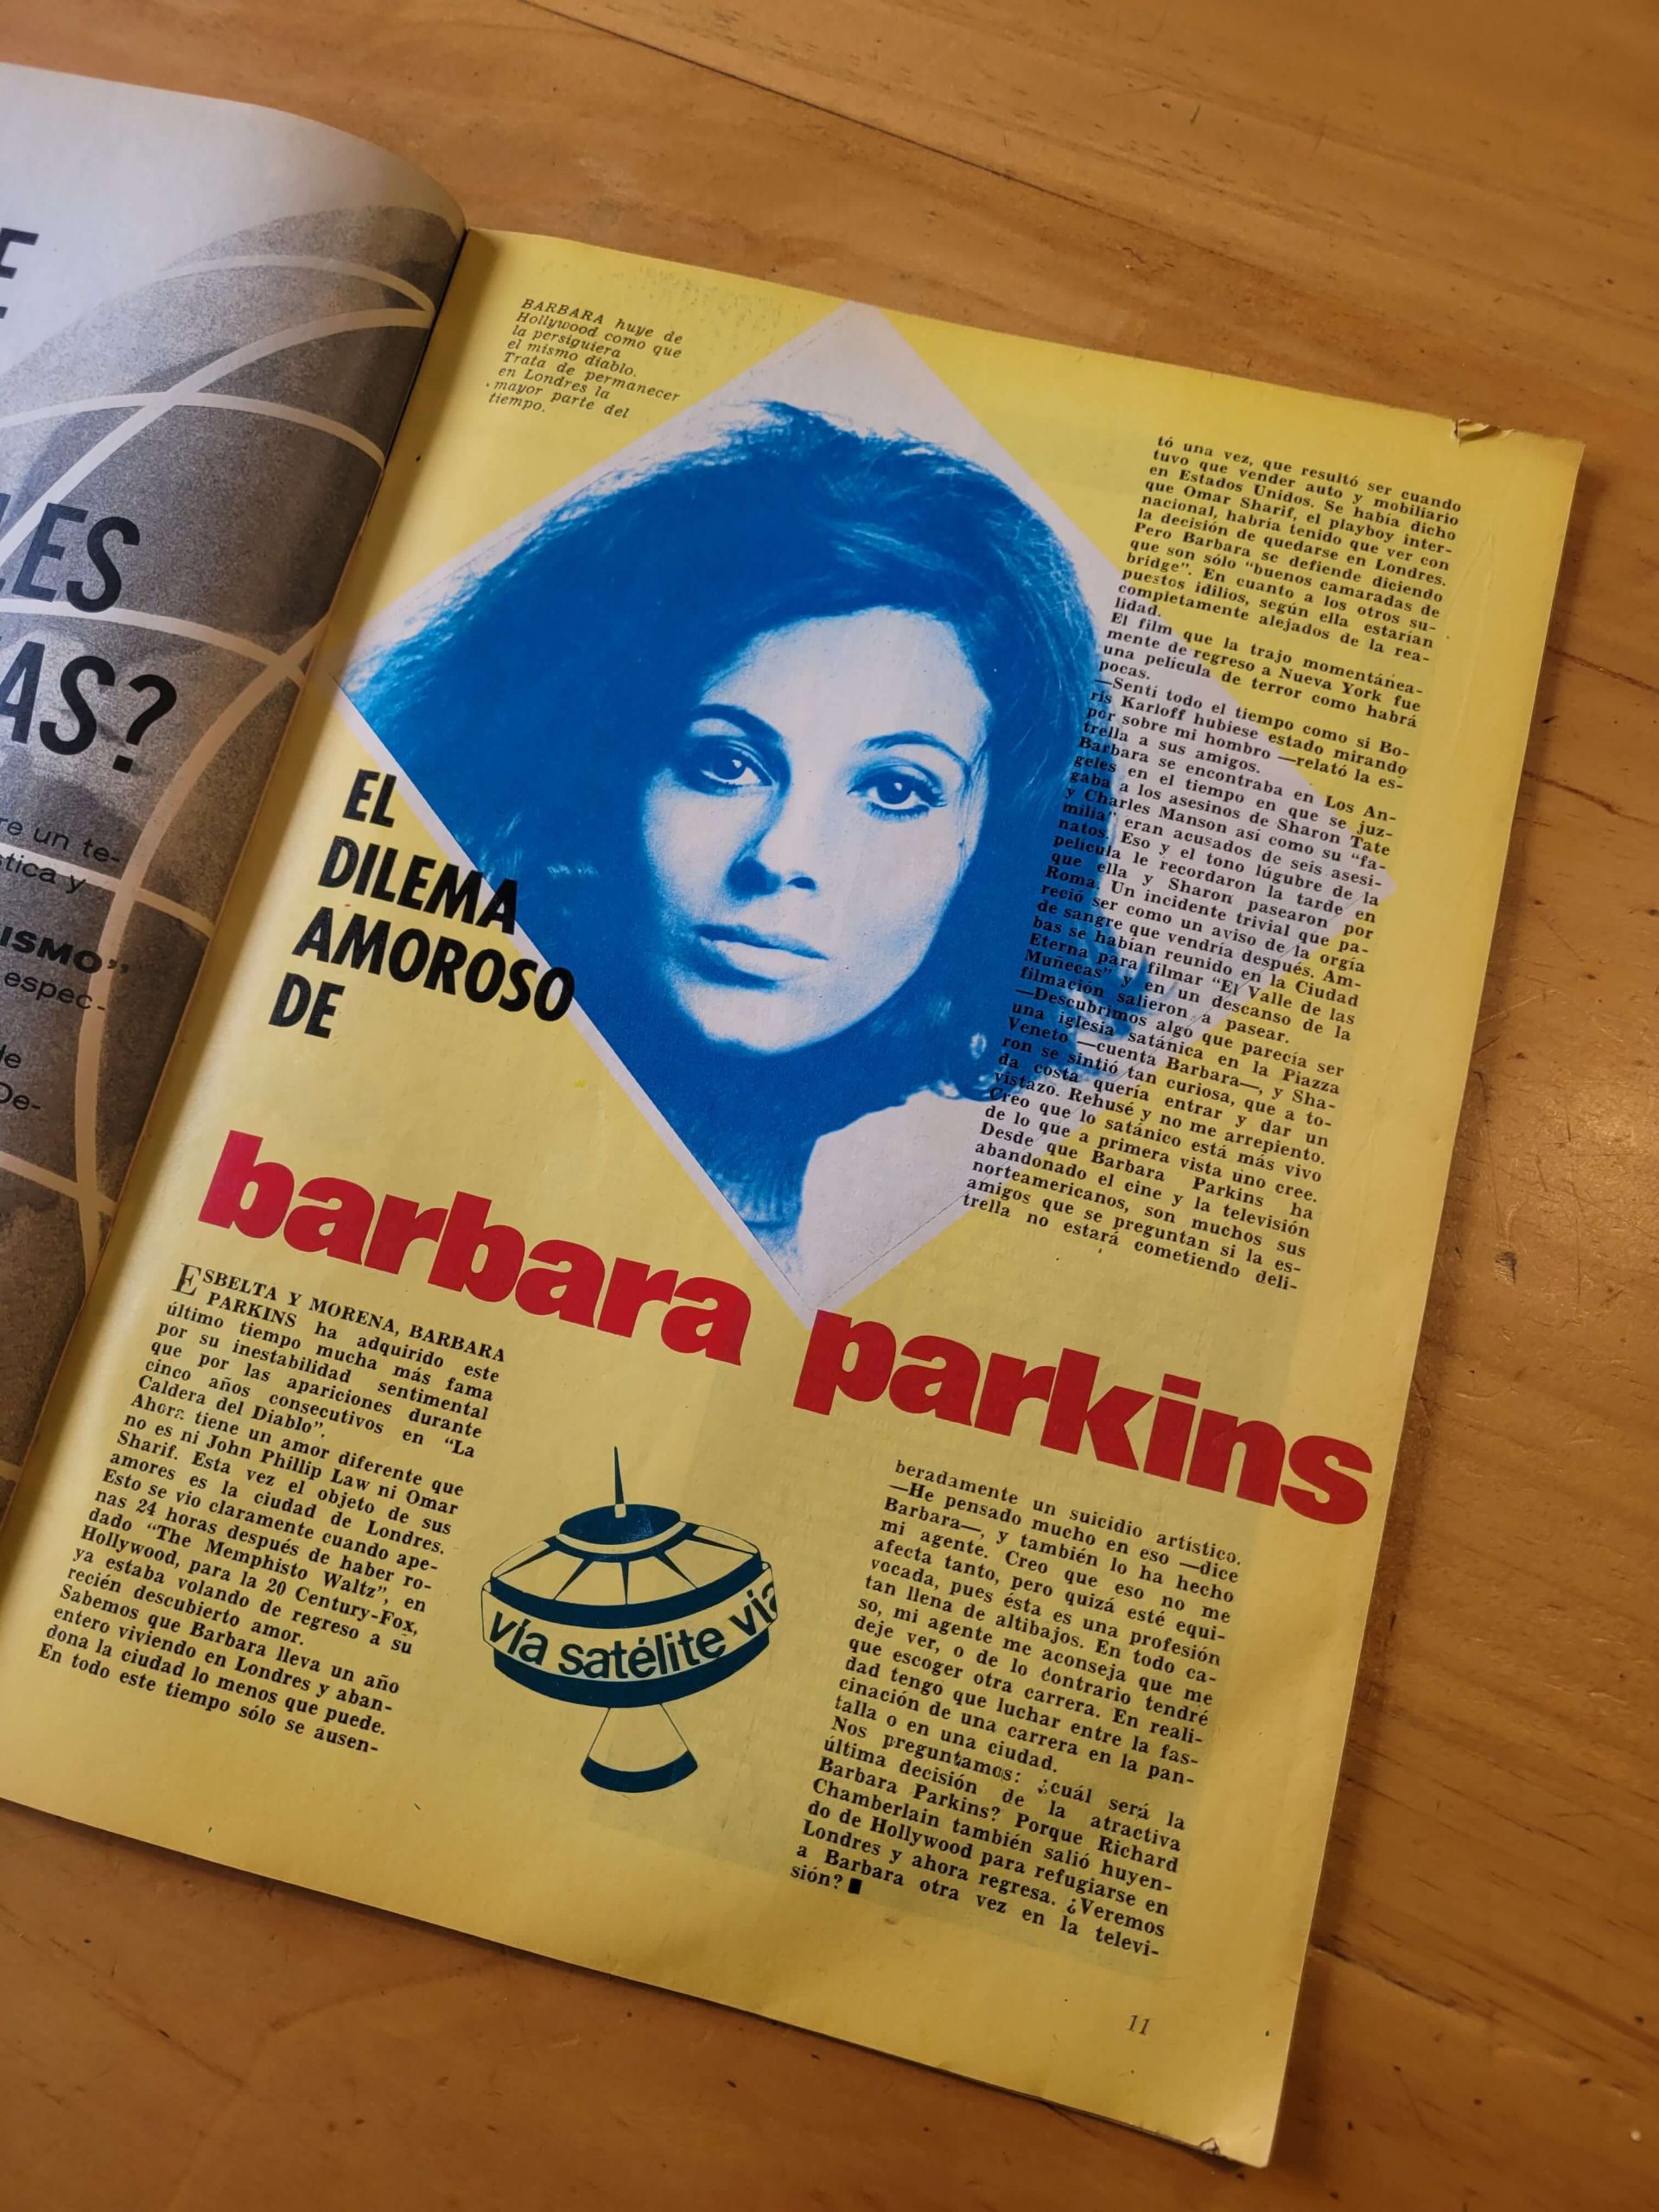 LES
AS?
re un te-
stica y
ISMO"
espec-
de
De-
BARBARA huye de
Hollywood como que
la persiguiera
el mismo diablo.
Trata de permanecer
en Londres la
mayor parte del
tiempo.
EL
DILEMA
AMOROSO
DE
barbara parkins
ESBELTA Y MORENA, BARBARA
PARKINS ha adquirido este
último tiempo mucha más fama
por su inestabilidad sentimental
que por las apariciones durante
cinco años consecutivos en "La
Caldera del Diablo".
Ahora tiene un amor diferente que
no es ni John Phillip Law ni Omar
Sharif. Esta vez el objeto de sus
amores es la ciudad de Londres.
Esto se vio claramente cuando ape-
nas 24 horas después de haber ro-
dado "The Memphisto Waltz", en
Hollywood, para la 20 Century-Fox,
ya estaba volando de regreso a su
recién descubierto amor.
Sabemos que Barbara lleva un año
entero viviendo en Londres y aban-
dona la ciudad lo menos que puede.
En todo este tiempo sólo se ausen-
vía satélite vía
tó una vez, que resultó ser cuando
tuvo que vender auto y mobiliario
en Estados Unidos. Se había dicho
que Omar Sharif, el playboy inter-
nacional, habría tenido que ver con
la decisión de quedarse en Londres.
Pero Barbara se defiende diciendo
que son sólo "buenos camaradas de
bridge". En cuanto a los otros su-
puestos idilios, según ella estarían
completamente alejados de la rea-
lidad.
El film que la trajo momentánea-
mente de regreso a Nueva York fue
una película de terror como habrá
pocas.
—Sentí todo el tiempo como si Bo-
ris Karloff hubiese estado mirando
por sobre mi hombro —relató la es-
trella a sus amigos.
Barbara se encontraba en Los An-
geles en el tiempo en que se juz-
gaba a los asesinos de Sharon Tate
y Charles Manson así como su "fa-
milia" eran acusados de seis asesi-
natos. Eso y el tono lúgubre de la
película le recordaron la tarde en
que ella y Sharon pasearon por
Roma. Un incidente trivial que pa-
reció ser como un aviso de la orgía
de sangre que vendría después. Am-
bas se habían reunido en la Ciudad
Eterna para filmar "El Valle de las
Muñecas" y en un descanso de la
filmación salieron a pasear.
—Descubrimos algo que parecía ser
una iglesia satánica en la Piazza
Veneto —cuenta Barbara—, y Sha-
ron se sintió tan curiosa, que a to-
da costa quería entrar y dar un
vistazo. Rehusé y no me arrepiento.
Creo que lo satánico está más vivo
de lo que a primera vista uno cree.
Desde que Barbara Parkins ha
abandonado el cine y la televisión
norteamericanos, son muchos sus
amigos que se preguntan si la es-
trella no estará cometiendo deli-
beradamente un suicidio artístico.
—He pensado mucho en eso —dice
Barbara—, y también lo ha hecho
mi agente. Creo que eso no me
afecta tanto, pero quizá esté equi-
vocada, pues ésta es una profesión
tan llena de altibajos. En todo ca-
so, mi agente me aconseja que me
deje ver, o de lo contrario tendré
que escoger otra carrera. En reali-
dad tengo que luchar entre la fas-
cinación de una carrera en la pan-
talla o en una ciudad.
Nos preguntamos: ¿cuál será la
última decisión de la atractiva
Barbara Parkins? Porque Richard
Chamberlain también salió huyen-
do de Hollywood para refugiarse en
Londres y ahora regresa. ¿Veremos
a Barbara otra vez en la televi-
sión?
11